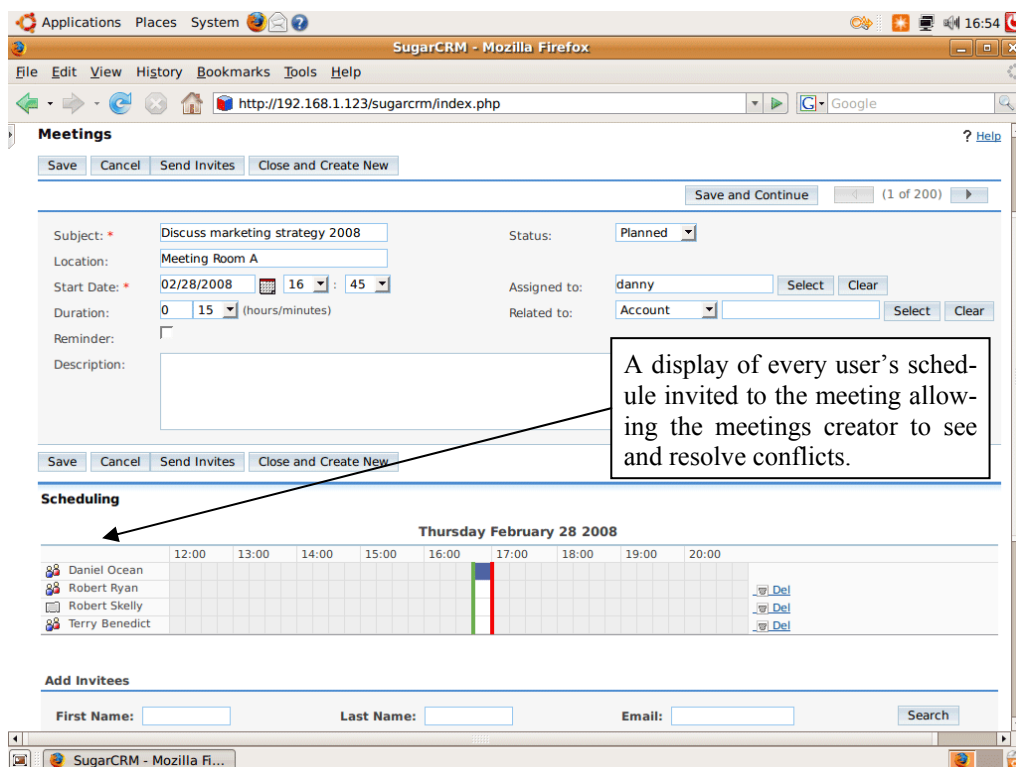 Applications Places System 16:54
SugarCRM - Mozilla Firefox
File Edit View History Bookmarks Tools Help
http://192.168.1.123/sugarcrm/index.php G Google
Meetings ? Help
Save Cancel Send Invites Close and Create New
Save and Continue (1 of 200)
Subject: * Discuss marketing strategy 2008 Status: Planned
Location: Meeting Room A
Start Date: * 02/28/2008 16 : 45 Assigned to: danny Select Clear
Duration: 0 15 (hours/minutes) Related to: Account Select Clear
Reminder:
Description:
A display of every user's sched-
ule invited to the meeting allow-
ing the meetings creator to see
and resolve conflicts.
Save Cancel Send Invites Close and Create New
Scheduling
Thursday February 28 2008
12:00 13:00 14:00 15:00 16:00 17:00 18:00 19:00 20:00
Daniel Ocean
Robert Ryan Del
Robert Skelly Del
Terry Benedict Del
Add Invitees
First Name: Last Name: Email: Search
SugarCRM - Mozilla Fi...